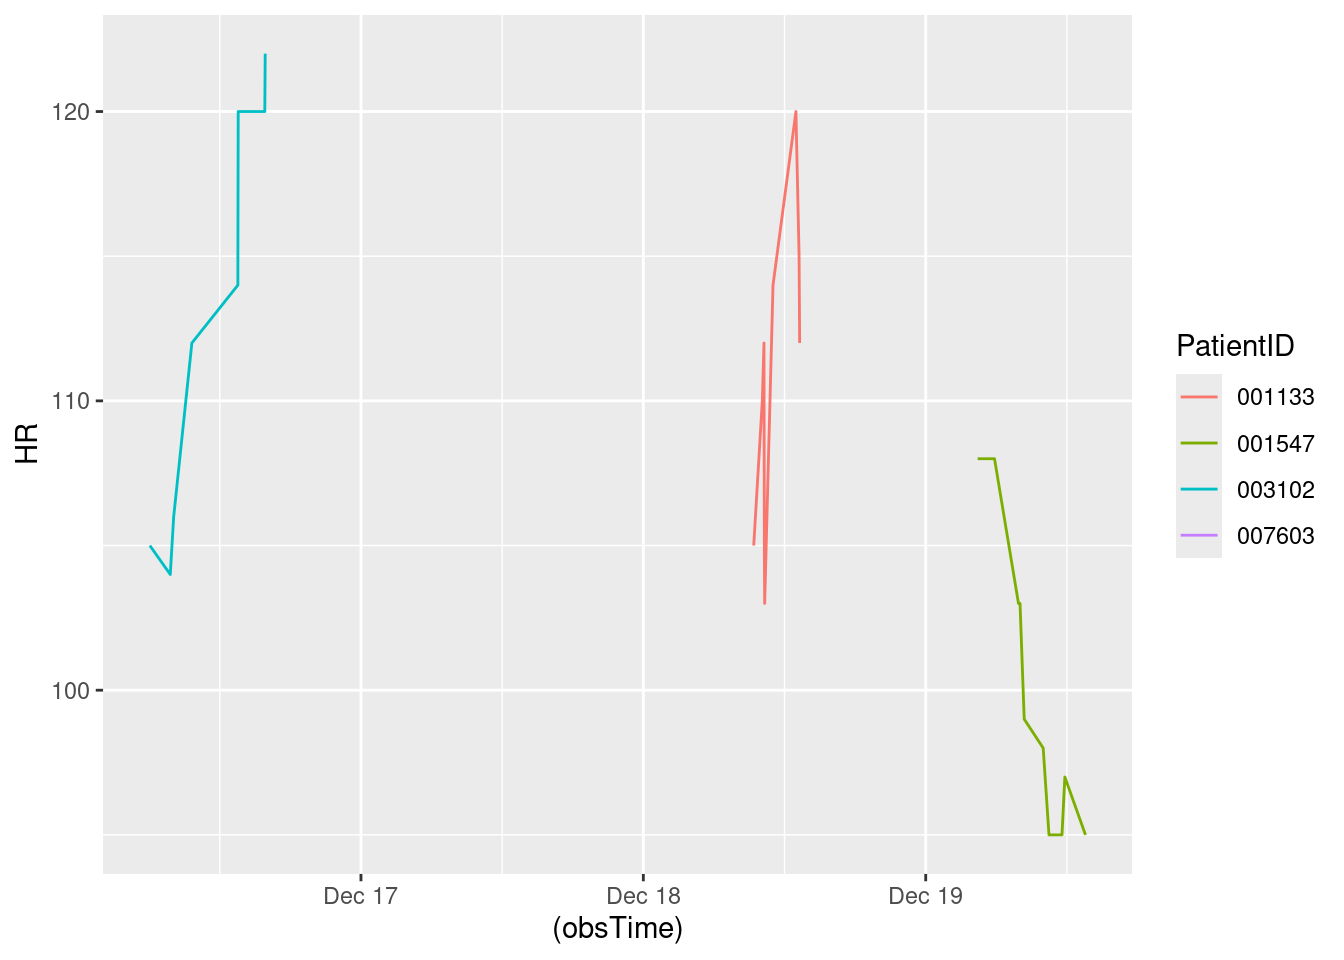 120
110
100
HR
Dec 17
Dec 18
Dec 19
(obsTime)
PatientID
001133
001547
003102
007603